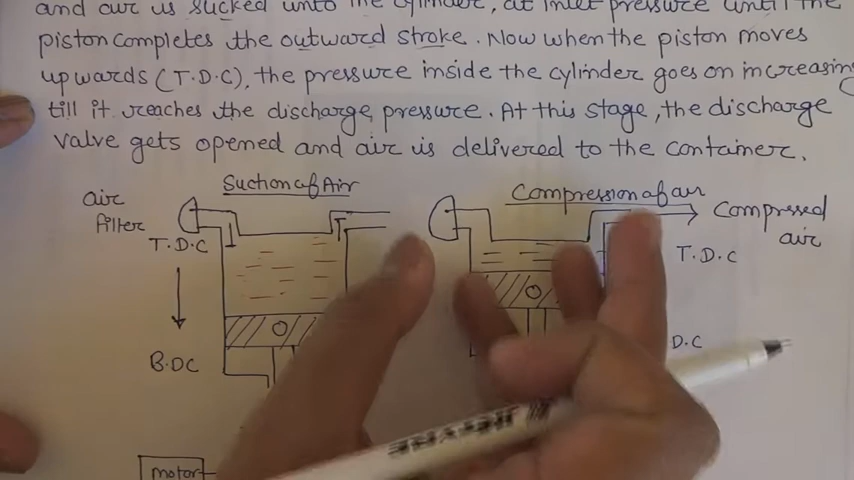 and air is sucked into the cylinder, at inlet pressure until the
piston completes the outward stroke. Now when the piston moves
upwards (T.D.C), the pressure inside the cylinder goes on increasing
till it reaches the discharge pressure. At this stage, the discharge
valve gets opened and air is delivered to the container.
Suction of Air
Compression of air
air
filter
Compressed
air
T.D.C
T.D.C
B.DC
D.C
motor